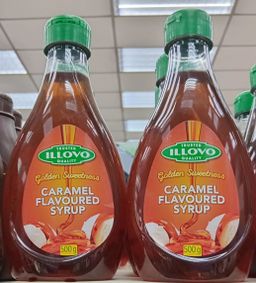 TRUSTED
ILLOVO
QUALITY
Golden Sweetness
CARAMEL
FLAVOURED
SYRUP
500g
TRUSTED
ILLOVO
QUALITY
Golden Sweetness
CARAMEL
FLAVOURED
SYRUP
500g